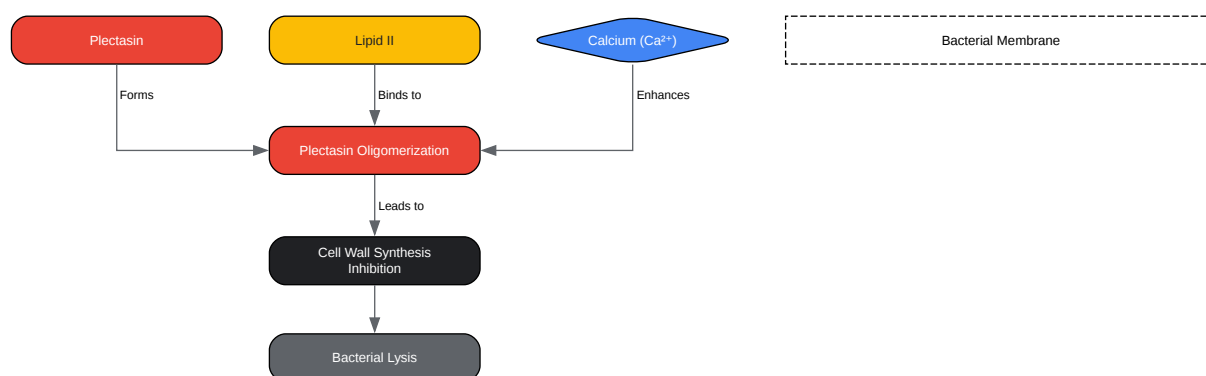 Plectasin
Lipid II
Calcium (Ca²⁺)
Bacterial Membrane
Forms
Binds to
Enhances
Plectasin Oligomerization
Leads to
Cell Wall Synthesis
Inhibition
Bacterial Lysis